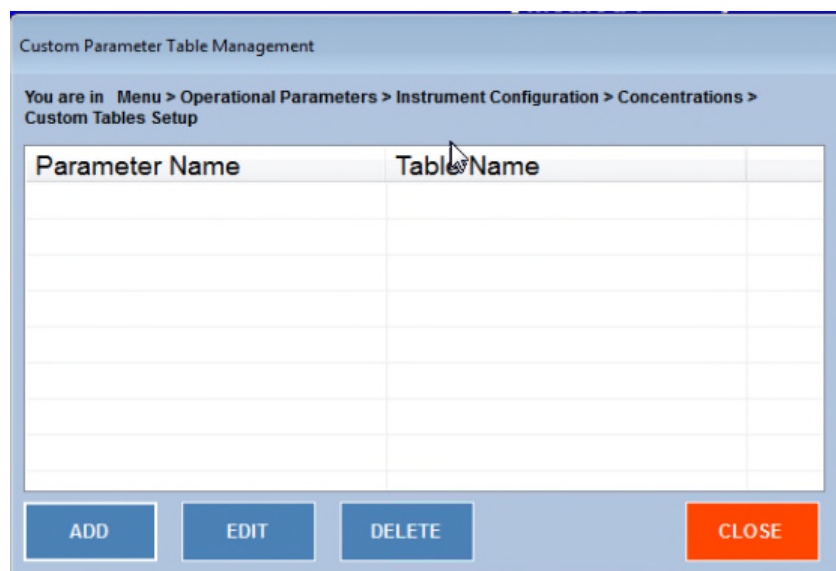 Custom Parameter Table Management
You are in Menu > Operational Parameters > Instrument Configuration > Concentrations >
Custom Tables Setup
Parameter Name Table Name
ADD EDIT DELETE CLOSE